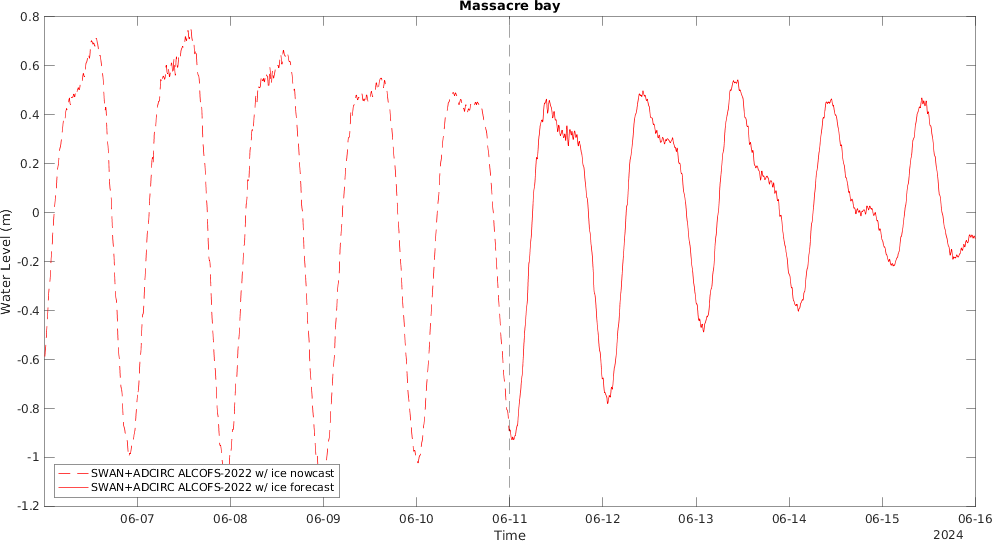 Massacre bay
0.8
0.6
0.4
0.2
0
-0.2
-0.4
-0.6
-0.8
-1
-1.2
Water Level (m)
SWAN+ADCIRC ALCOFS-2022 w/ ice nowcast
SWAN+ADCIRC ALCOFS-2022 w/ ice forecast
06-07 06-08 06-09 06-10 06-11 06-12 06-13 06-14 06-15 06-16
Time
2024